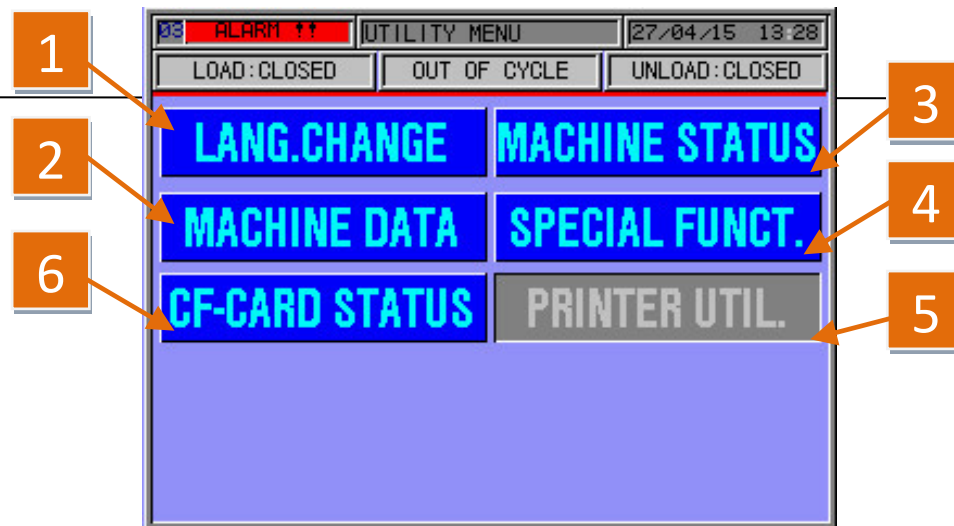 03 ALARM !! UTILITY MENU 27/04/15 13:28
LOAD:CLOSED OUT OF CYCLE UNLOAD:CLOSED
1 LANG.CHANGE MACHINE STATUS 3
2 MACHINE DATA SPECIAL FUNCT. 4
6 CF-CARD STATUS PRINTER UTIL. 5